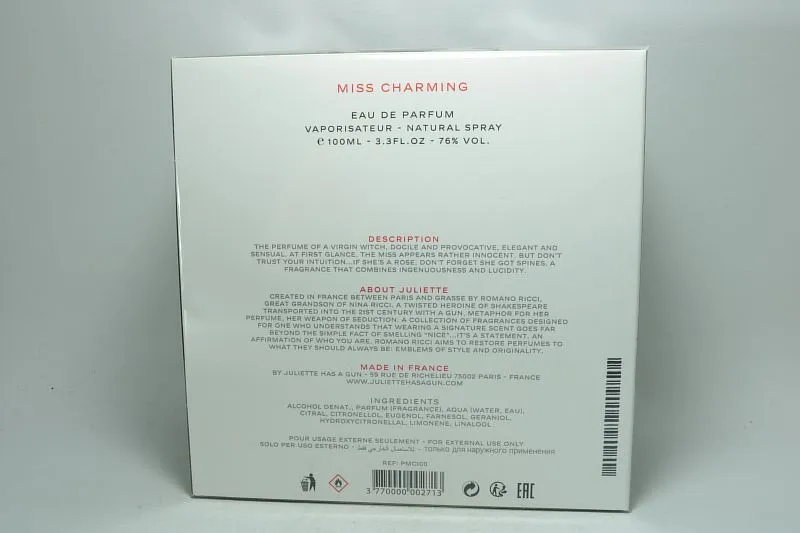 MISS CHARMING
EAU DE PARFUM
VAPORISATEUR - NATURAL SPRAY
℮ 100ML - 3.3FL.OZ - 76% VOL.
DESCRIPTION
THE PERFUME OF A VIRGIN WITCH, DOCILE AND PROVOCATIVE, ELEGANT AND
SENSUAL. AT FIRST GLANCE, THE MISS APPEARS RATHER INNOCENT. BUT DON'T
TRUST YOUR INTUITION...IF SHE'S A ROSE, DON'T FORGET SHE GOT SPINES, A
FRAGRANCE THAT COMBINES INGENUOUSNESS AND LUCIDITY.
ABOUT JULIETTE
CREATED IN FRANCE BETWEEN PARIS AND GRASSE BY ROMANO RICCI,
GREAT GRANDSON OF NINA RICCI, A TWISTED HEROINE OF SHAKESPEARE
TRANSPORTED INTO THE 21ST CENTURY WITH A GUN, METAPHOR FOR HER
PERFUME, HER WEAPON OF SEDUCTION. A COLLECTION OF FRAGRANCES DESIGNED
FOR ONE WHO UNDERSTANDS THAT WEARING A SIGNATURE SCENT GOES FAR
BEYOND THE SIMPLE FACT OF SMELLING "NICE"...IT'S A STATEMENT, AN
AFFIRMATION OF WHO YOU ARE. ROMANO RICCI AIMS TO RESTORE PERFUMES TO
WHAT THEY SHOULD ALWAYS BE: EMBLEMS OF STYLE AND ORIGINALITY.
MADE IN FRANCE
BY JULIETTE HAS A GUN - 59 RUE DE RICHELIEU 75002 PARIS - FRANCE
WWW.JULIETTEHASAGUN.COM
INGREDIENTS
ALCOHOL DENAT., PARFUM (FRAGRANCE), AQUA (WATER, EAU),
CITRAL, CITRONELLOL, EUGENOL, FARNESOL, GERANIOL,
HYDROXYCITRONELLAL, LIMONENE, LINALOOL
POUR USAGE EXTERNE SEULEMENT - FOR EXTERNAL USE ONLY
SOLO PER USO ESTERNO - للاستعمال الخارجي فقط - только для наружного применения
REF: PMC100
3 770000 002713
EAC